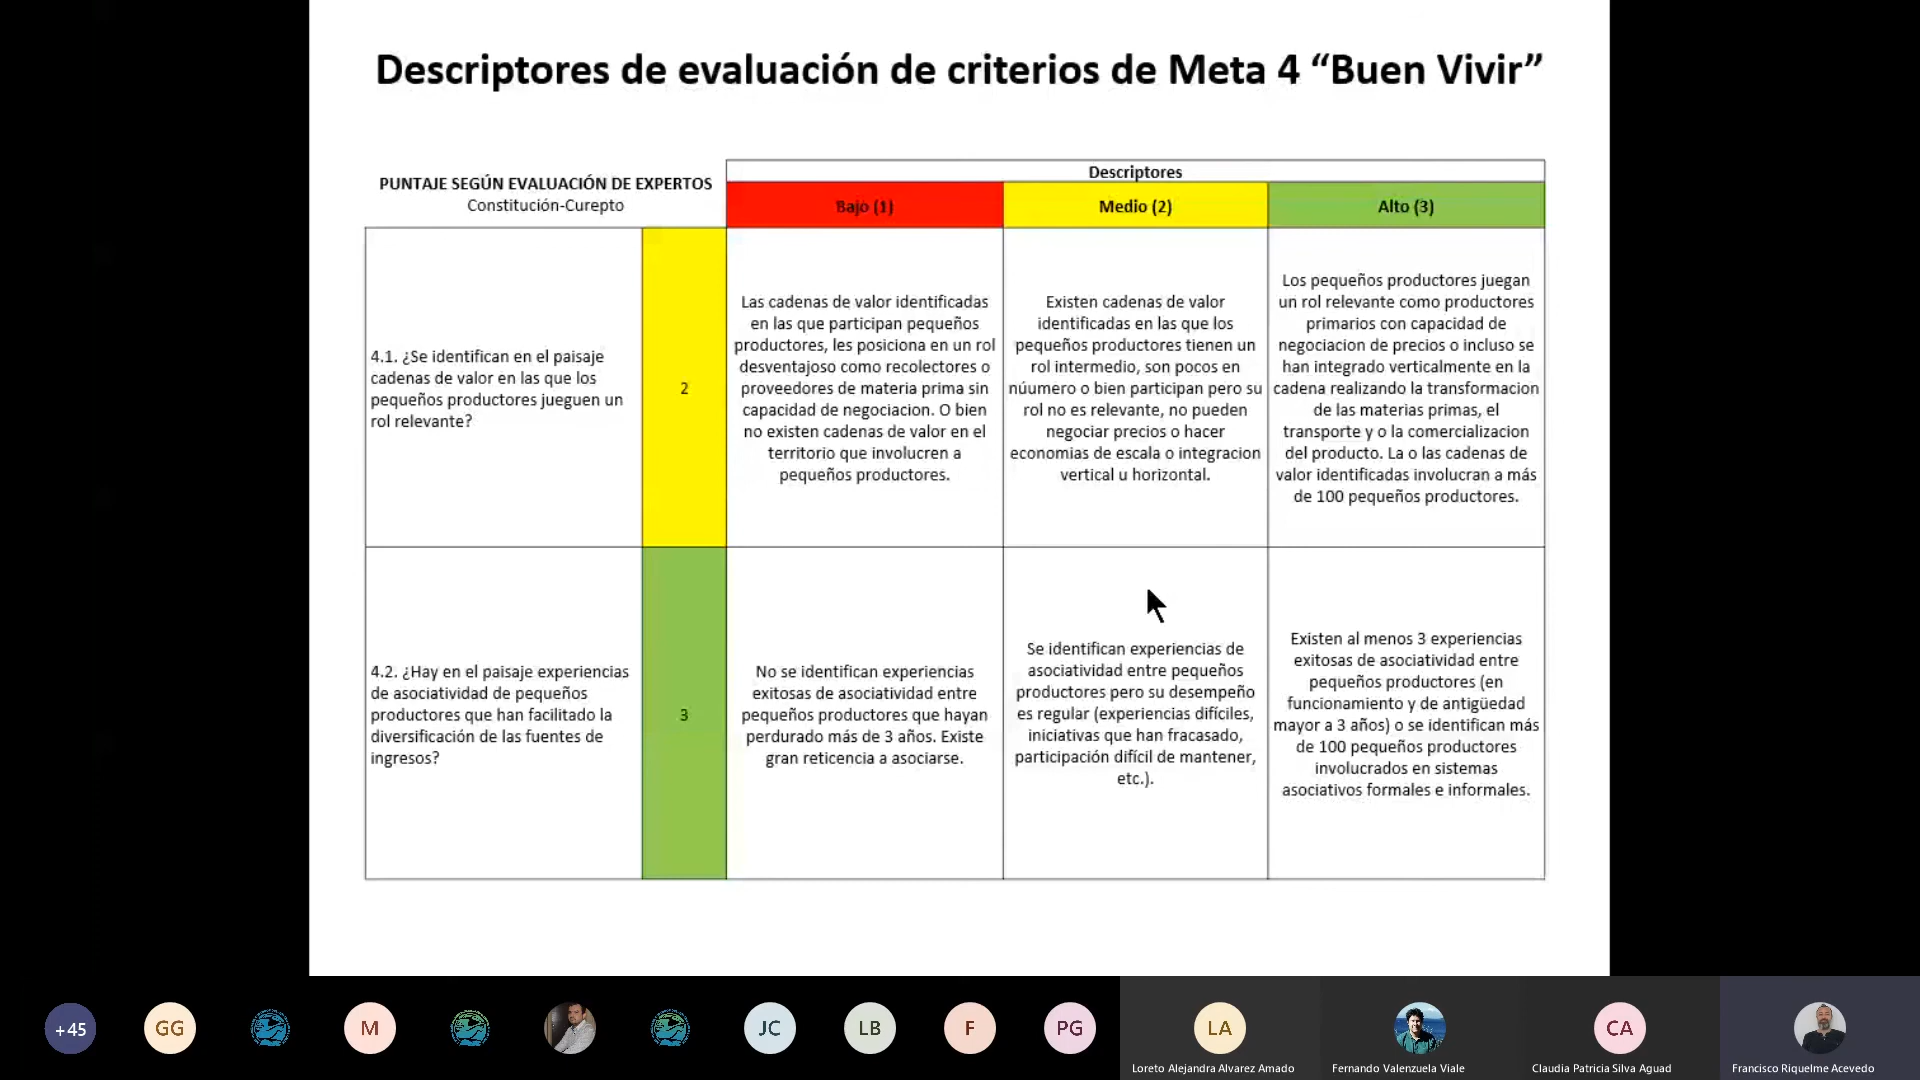 Descriptores de evaluación de criterios de Meta 4 “Buen Vivir”
PUNTAJE SEGÚN EVALUACIÓN DE EXPERTOS
Constitución-Curepto
Descriptores
Bajo (1)
Medio (2)
Alto (3)
4.1. ¿Se identifican en el paisaje
cadenas de valor en las que los
pequeños productores jueguen un
rol relevante?
2
Las cadenas de valor identificadas
en las que participan pequeños
productores, les posiciona en un rol
desventajoso como recolectores o
proveedores de materia prima sin
capacidad de negociacion. O bien
no existen cadenas de valor en el
territorio que involucren a
pequeños productores.
Existen cadenas de valor
identificadas en las que los
pequeños productores tienen un
rol intermedio, son pocos en
núumero o bien participan pero su
rol no es relevante, no pueden
negociar precios o hacer
economias de escala o integracion
vertical u horizontal.
Los pequeños productores juegan
un rol relevante como productores
primarios con capacidad de
negociacion de precios o incluso se
han integrado verticalmente en la
cadena realizando la transformacion
de las materias primas, el
transporte y o la comercializacion
del producto. La o las cadenas de
valor identificadas involucran a más
de 100 pequeños productores.
4.2. ¿Hay en el paisaje experiencias
de asociatividad de pequeños
productores que han facilitado la
diversificación de las fuentes de
ingresos?
3
No se identifican experiencias
exitosas de asociatividad entre
pequeños productores que hayan
perdurado más de 3 años. Existe
gran reticencia a asociarse.
Se identifican experiencias de
asociatividad entre pequeños
productores pero su desempeño
es regular (experiencias difíciles,
iniciativas que han fracasado,
participación difícil de mantener,
etc.).
Existen al menos 3 experiencias
exitosas de asociatividad entre
pequeños productores (en
funcionamiento y de antigüedad
mayor a 3 años) o se identifican más
de 100 pequeños productores
involucrados en sistemas
asociativos formales e informales.
+45
GG
M
JC
LB
F
PG
LA
CA
Loreto Alejandra Alvarez Amado
Fernando Valenzuela Viale
Claudia Patricia Silva Aguad
Francisco Riquelme Acevedo